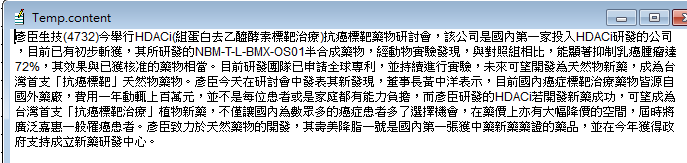 Temp.content
彥臣生技(4732)今舉行HDACi(組蛋白去乙醯酵素標靶治療)抗癌標靶藥物研討會，該公司是國內第一家投入HDACi研發的公司
，目前已有初步斬獲，其所研發的NBM-T-L-BMX-OS01半合成藥物，經動物實驗發現，與對照組相比，能顯著抑制乳癌腫瘤達
72%，其效果與已獲核准的藥物相當。目前研發團隊已申請全球專利，並持續進行實驗，未來可望開發為天然物新藥，成為台
灣首支「抗癌標靶」天然物藥物。彥臣今天在研討會中發表其新發現，董事長黃中洋表示，目前國內癌症標靶治療藥物皆源自
國外藥廠，費用一年動輒上百萬元，並不是每位患者或是家庭都有能力負擔，而彥臣研發的HDACi若開發新藥成功，可望成為
台灣首支「抗癌標靶治療」植物新藥，不僅讓國內為數眾多的癌症患者多了選擇機會，在藥價上亦有大幅降價的空間，屆時將
廣泛嘉惠一般罹癌患者。彥臣致力於天然藥物的開發，其壽美降脂一號是國內第一張獲中藥新藥藥證的藥品，並在今年獲得政
府支持成立新藥研發中心。